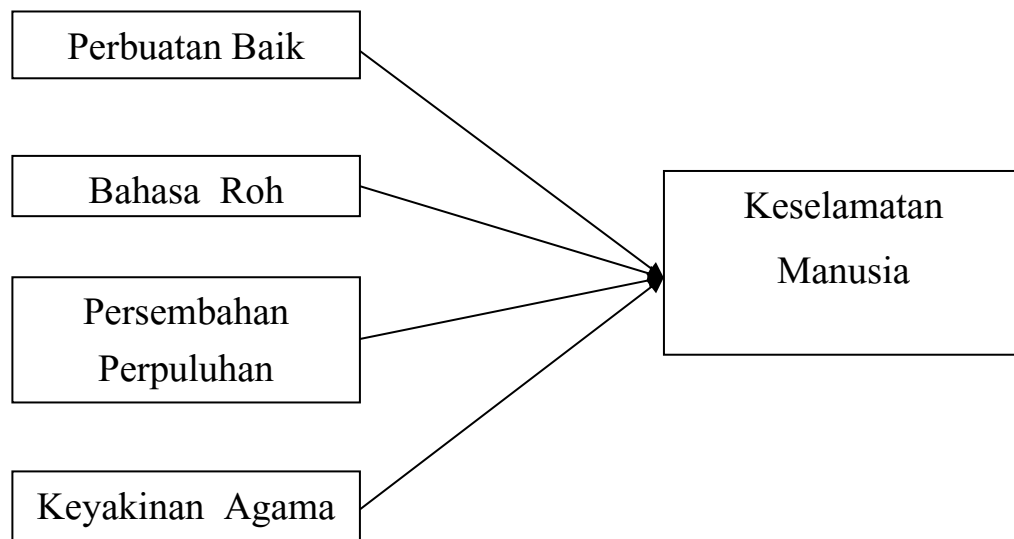 Perbuatan Baik
Bahasa Roh
Persembahan
Perpuluhan
Keyakinan Agama
Keselamatan
Manusia